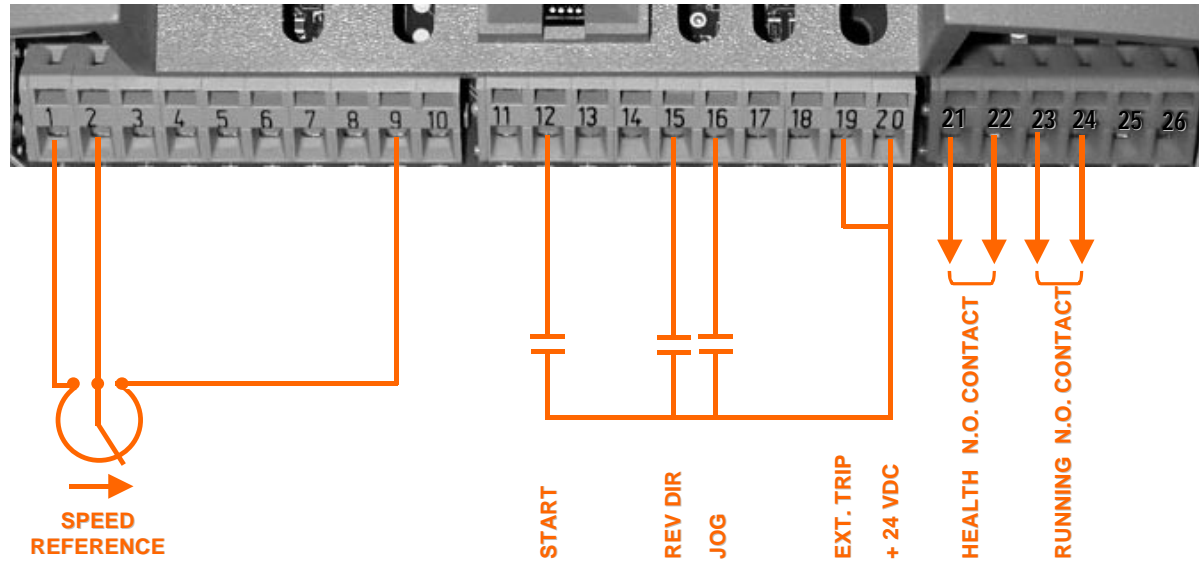 1 2 3 4 5 6 7 8 9 10 11 12 13 14 15 16 17 18 19 20 21 22 23 24 25 26
SPEED
REFERENCE
START
REV DIR
JOG
EXT. TRIP
+ 24 VDC
HEALTH N.O. CONTACT
RUNNING N.O. CONTACT